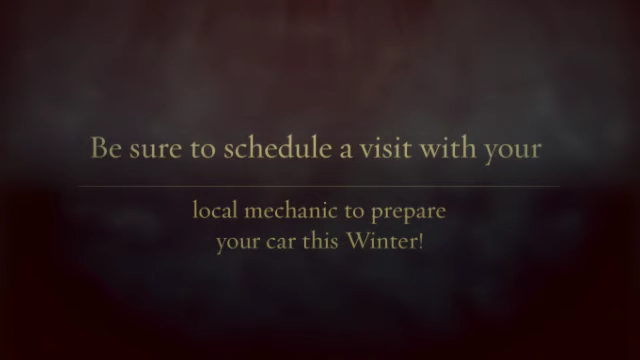 Be sure to schedule a visit with your
local mechanic to prepare
your car this Winter!